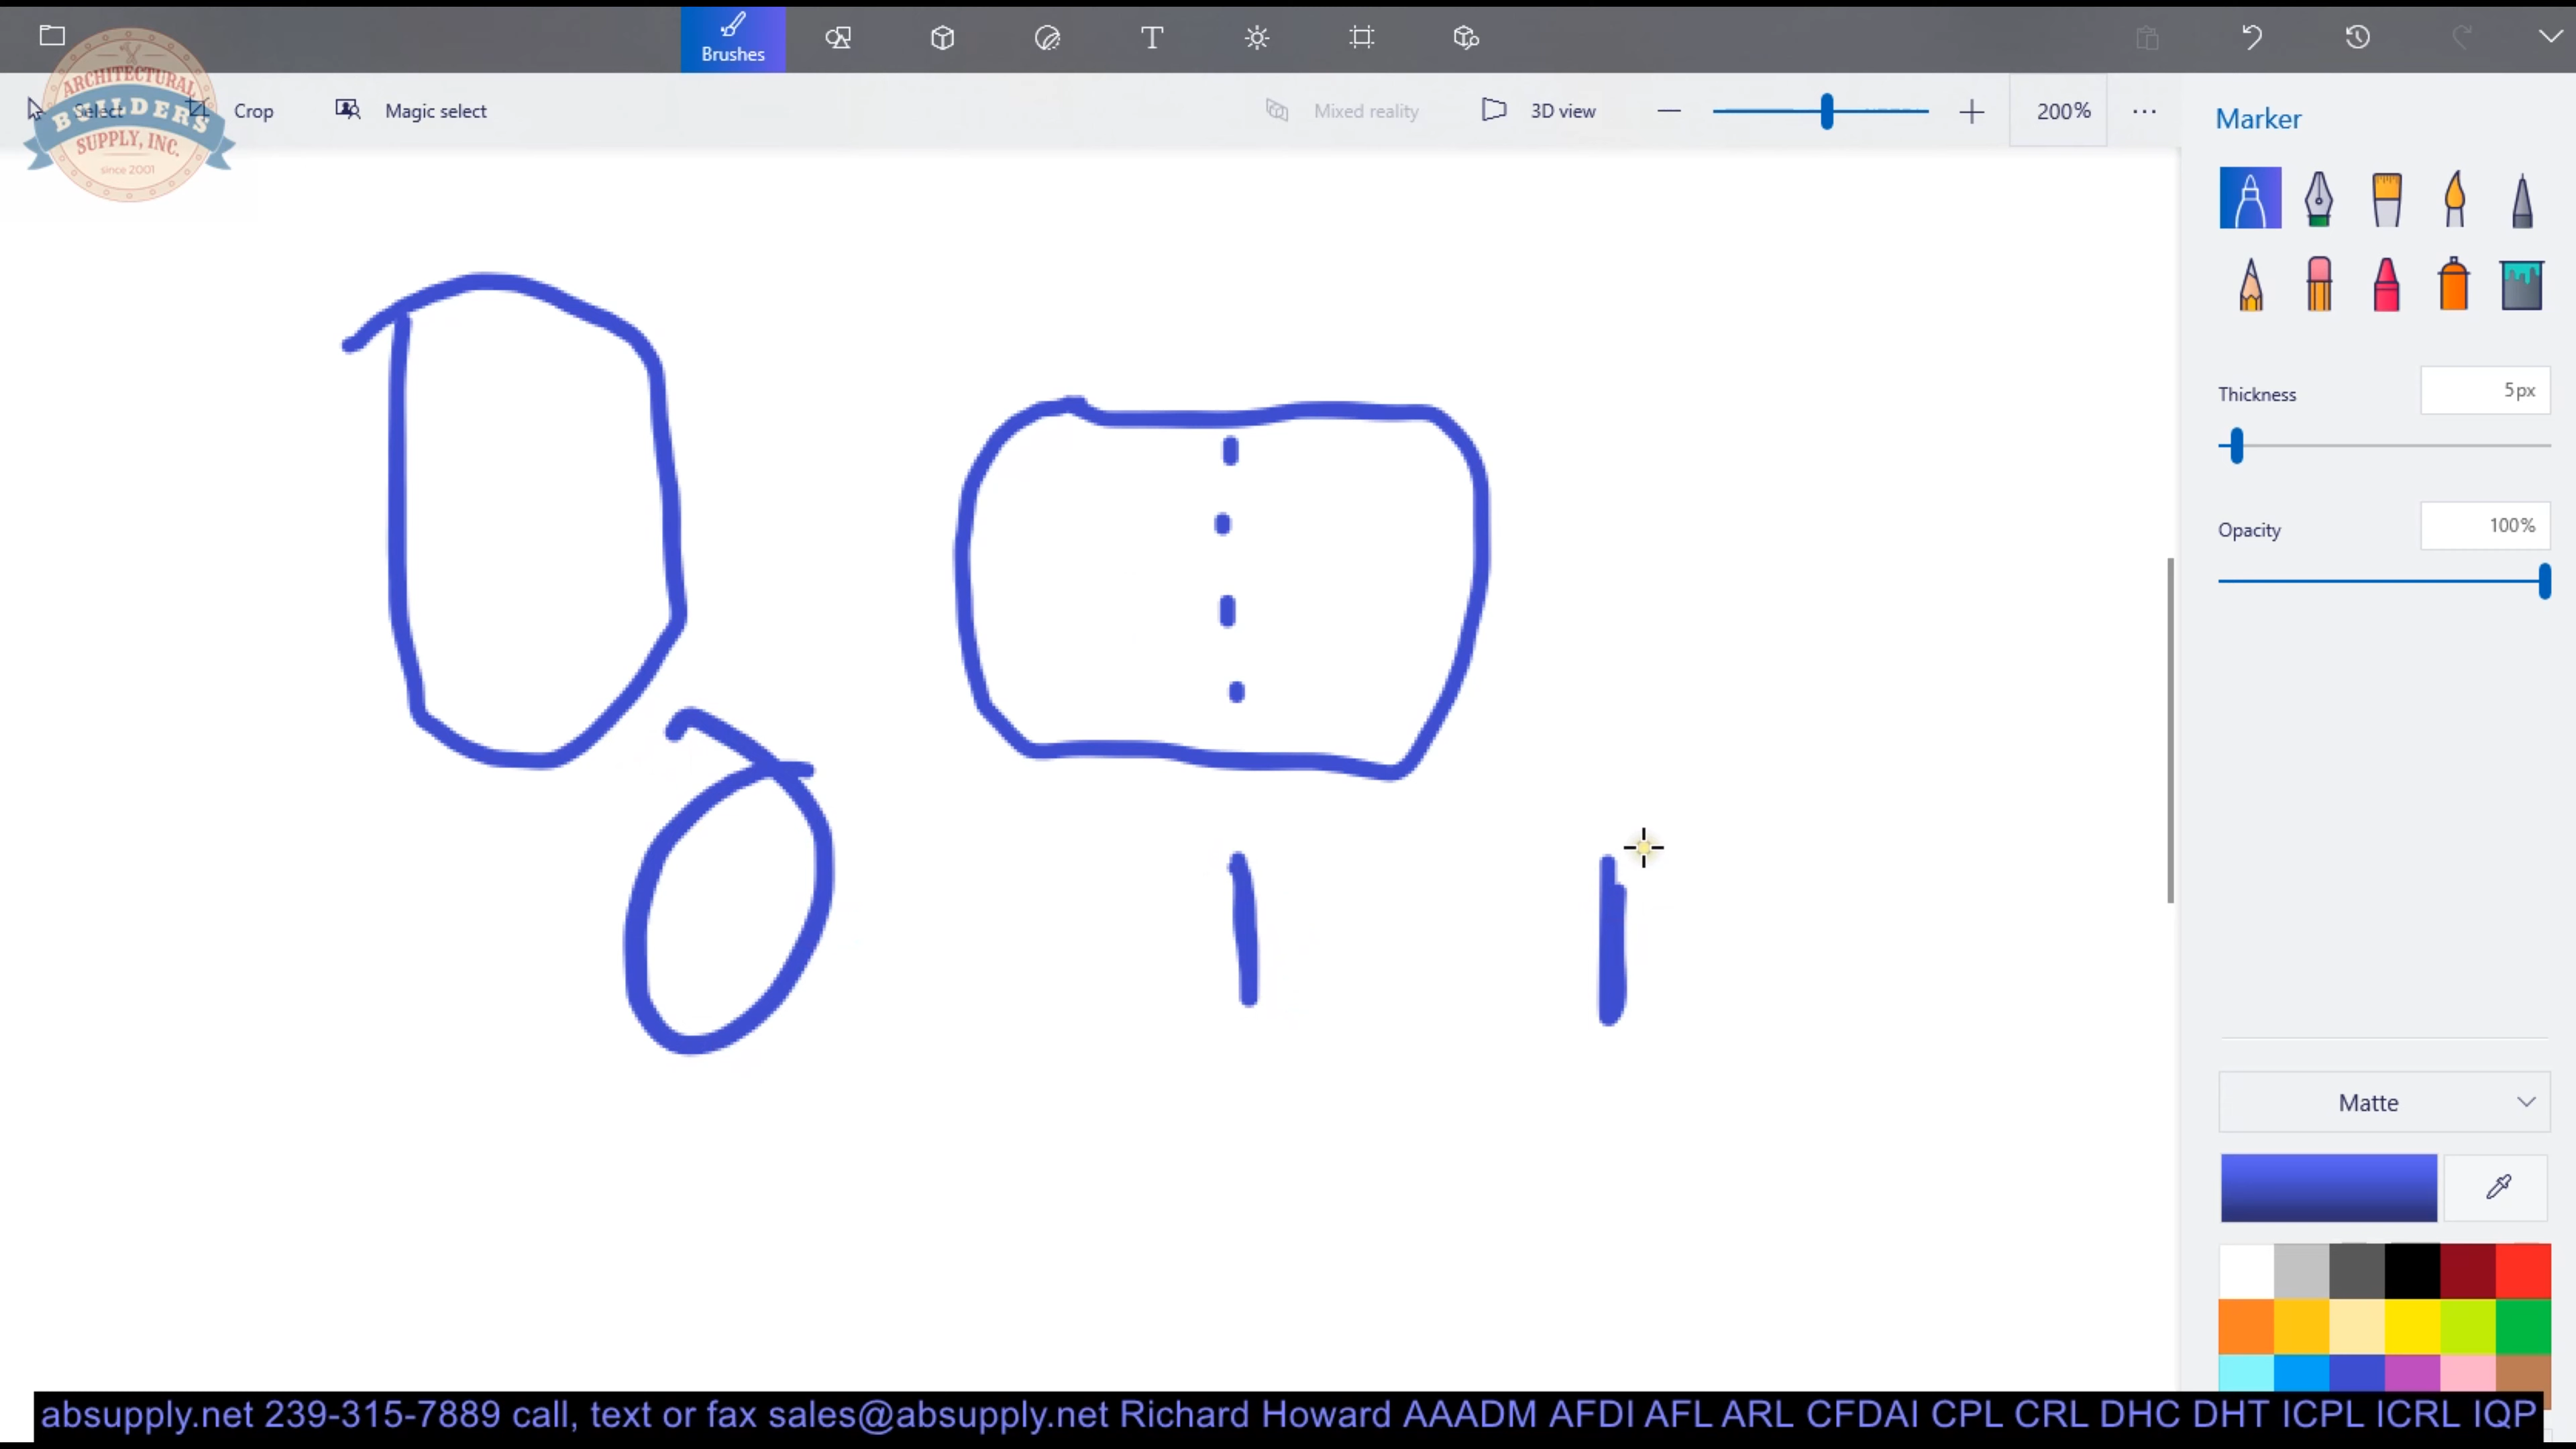 Brushes
ARCHITECTURAL
BUILDERS
SUPPLY, INC.
since 2001
Select
Crop
Magic select
Mixed reality
3D view
200%
Marker
Thickness
5px
Opacity
100%
Matte
absupply.net 239-315-7889 call, text or fax sales@absupply.net Richard Howard AAADM AFDI AFL ARL CFDAI CPL CRL DHC DHT ICPL ICRL IQP